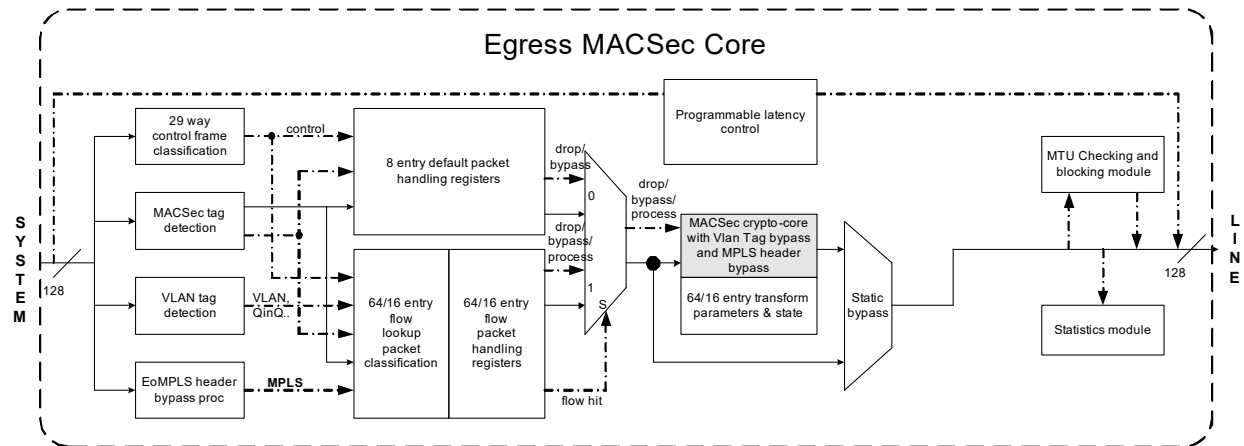 Egress MACSec Core
Programmable latency
control
29 way
control frame
classification
control
8 entry default packet
handling registers
drop/
bypass
0
MTU Checking and
blocking module
MACSec tag
detection
drop/
bypass/
process
drop/
bypass/
process
MACSec crypto-core
with Vlan Tag bypass
and MPLS header
bypass
S
Y
S
T
E
M
128
L
I
N
E
128
VLAN tag
detection
VLAN,
QinQ..
64/16 entry
flow
lookup
packet
classification
64/16 entry
flow
packet
handling
registers
1
S
64/16 entry transform
parameters & state
Static
bypass
Statistics module
EoMPLS header
bypass proc
MPLS
flow hit